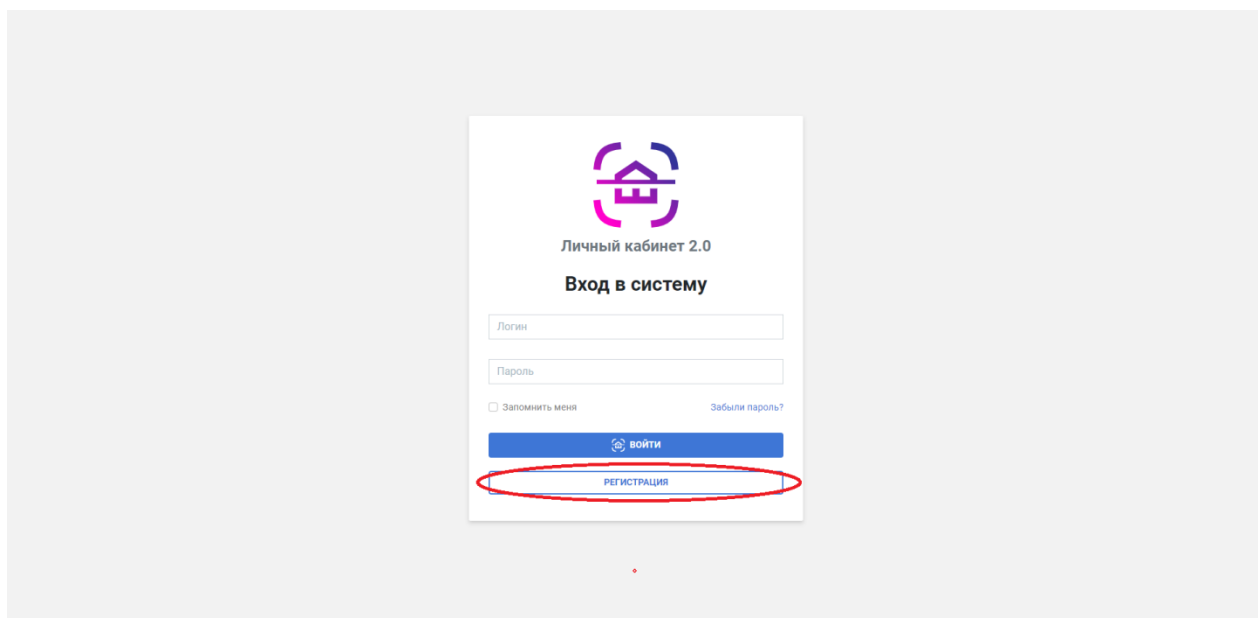 Личный кабинет 2.0
Вход в систему
Логин
Пароль
Запомнить меня Забыли пароль?
ВОЙТИ
РЕГИСТРАЦИЯ